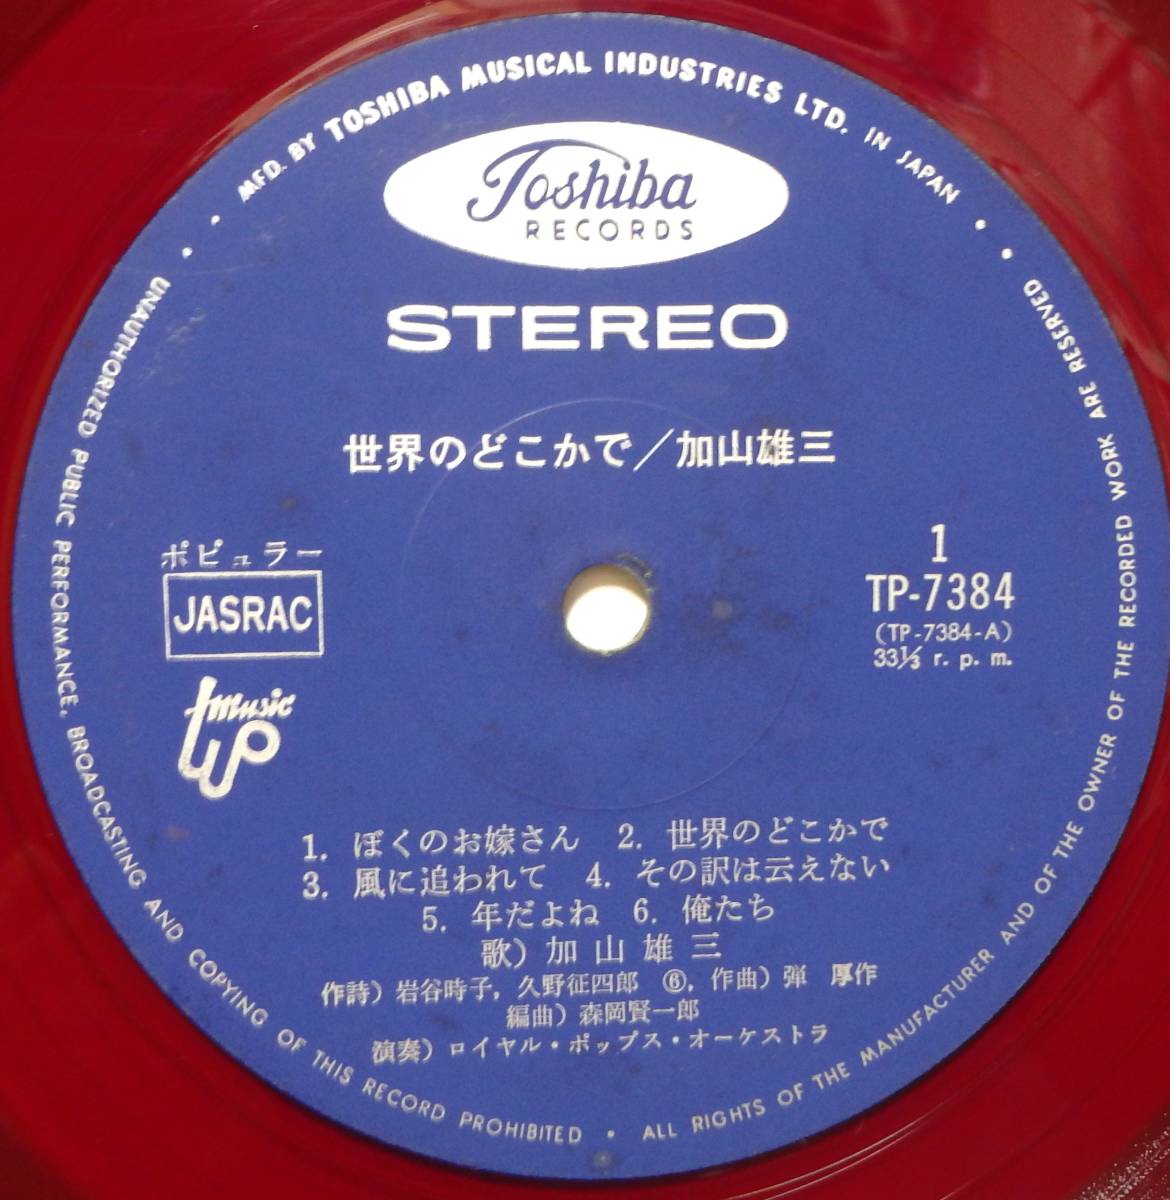 MFD. BY TOSHIBA MUSICAL INDUSTRIES LTD. IN JAPAN
Toshiba
RECORDS
STEREO
世界のどこかで／加山雄三
ポピュラー
JASRAC
music up
1
TP-7384
(TP-7384-A)
33⅓ r. p. m.
1. ぼくのお嫁さん 2. 世界のどこかで
3. 風に追われて 4. その訳は云えない
5. 年だよね 6. 俺たち
歌) 加山雄三
作詩) 岩谷時子, 久野征四郎 ⑥, 作曲) 弾 厚作
編曲) 森岡賢一郎
演奏) ロイヤル・ポップス・オーケストラ
UNAUTHORIZED PUBLIC PERFORMANCE, BROADCASTING AND COPYING OF THIS RECORD PROHIBITED • ALL RIGHTS OF THE MANUFACTURER AND OF THE OWNER OF THE RECORDED WORK ARE RESERVED